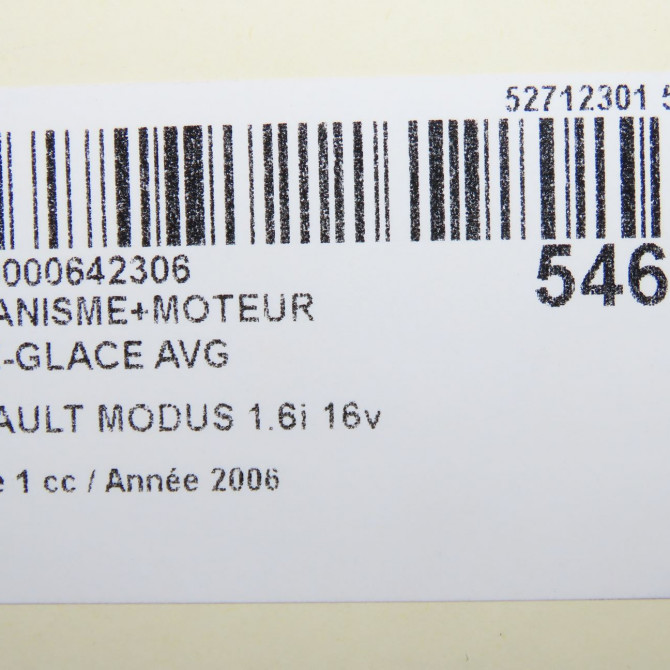 52712301 5
000642306
546
ANISME+MOTEUR
-GLACE AVG
AULT MODUS 1.6i 16v
e 1 cc / Année 2006